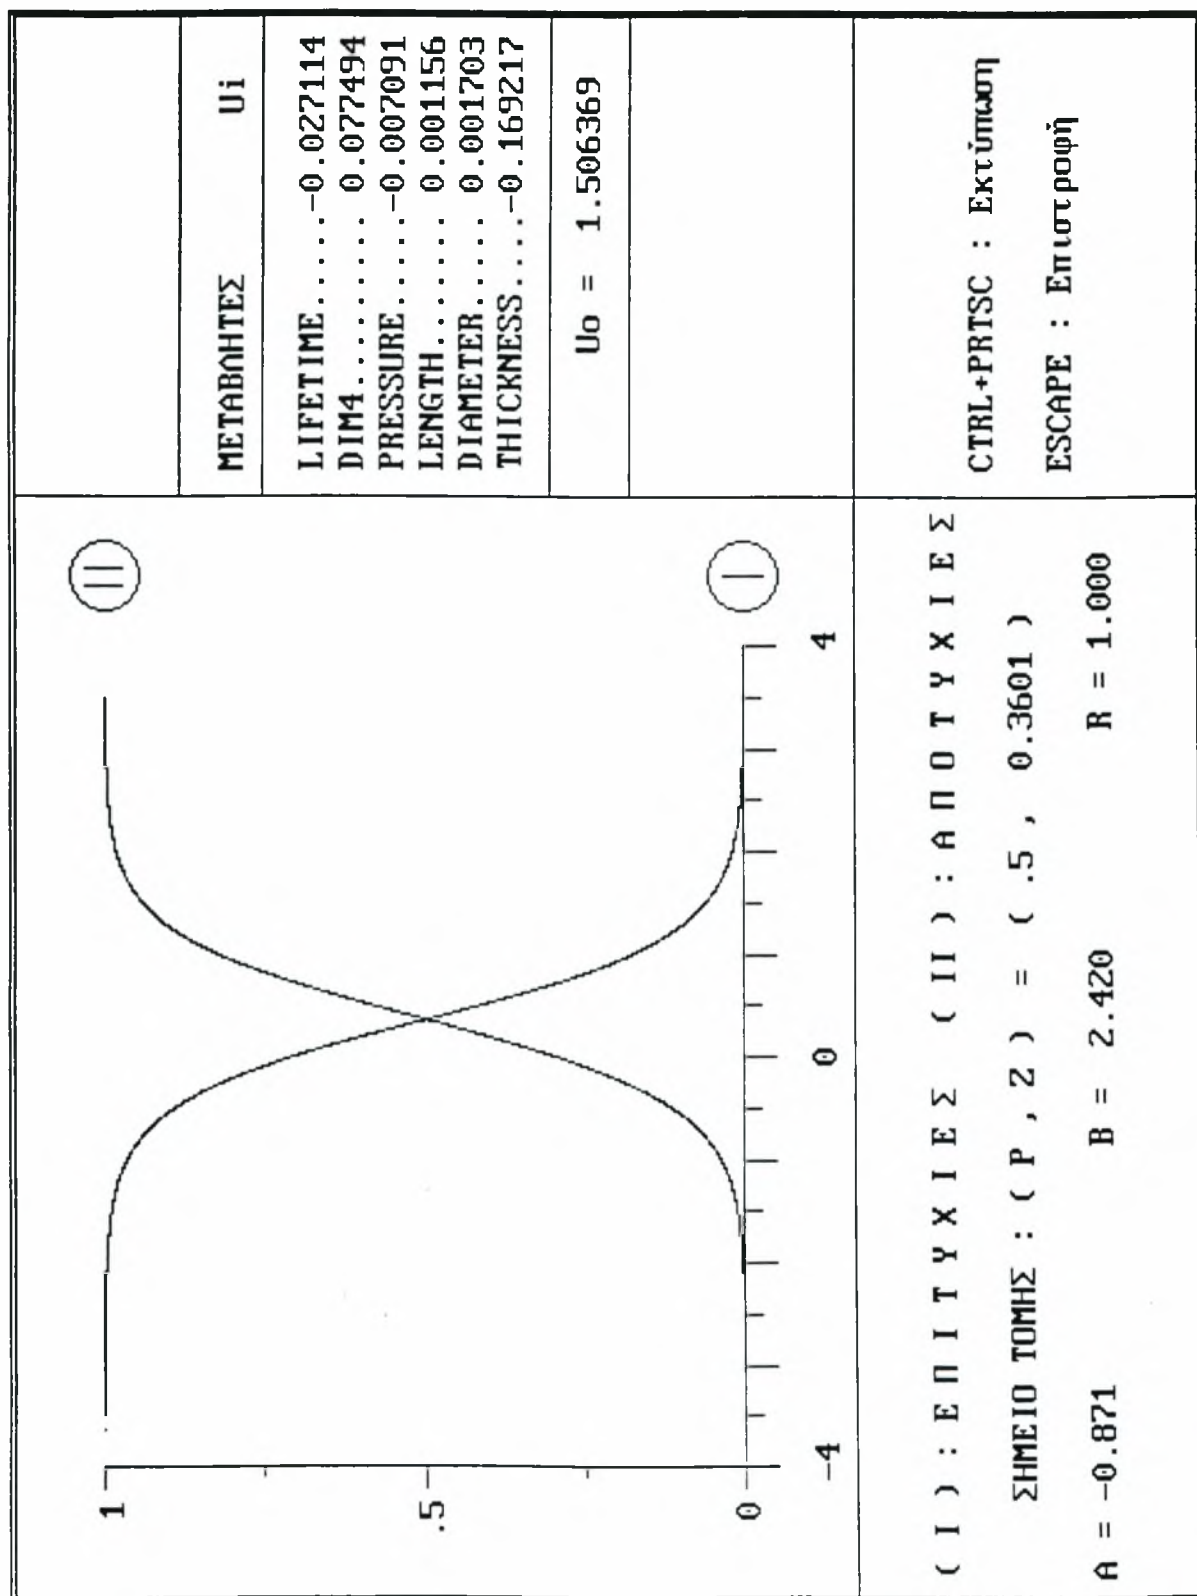 1
.5
0
-4
0
4
II
I
ΜΕΤΑΒΛΗΤΕΣ Ui
LIFETIME......-0.027114
DIM4......... 0.077494
PRESSURE.....-0.007091
LENGTH....... 0.001156
DIAMETER..... 0.001703
THICKNESS....-0.169217
Uo = 1.506369
( I ) : Ε Π Ι Τ Υ Χ Ι Ε Σ ( I I ) : Α Π Ο Τ Υ Χ Ι Ε Σ
ΣΗΜΕΙΟ ΤΟΜΗΣ : ( P , Z ) = ( .5 , 0.3601 )
A = -0.871 B = 2.420 R = 1.000
CTRL+PRTSC : Εκτύπωση
ESCAPE : Επιστροφή